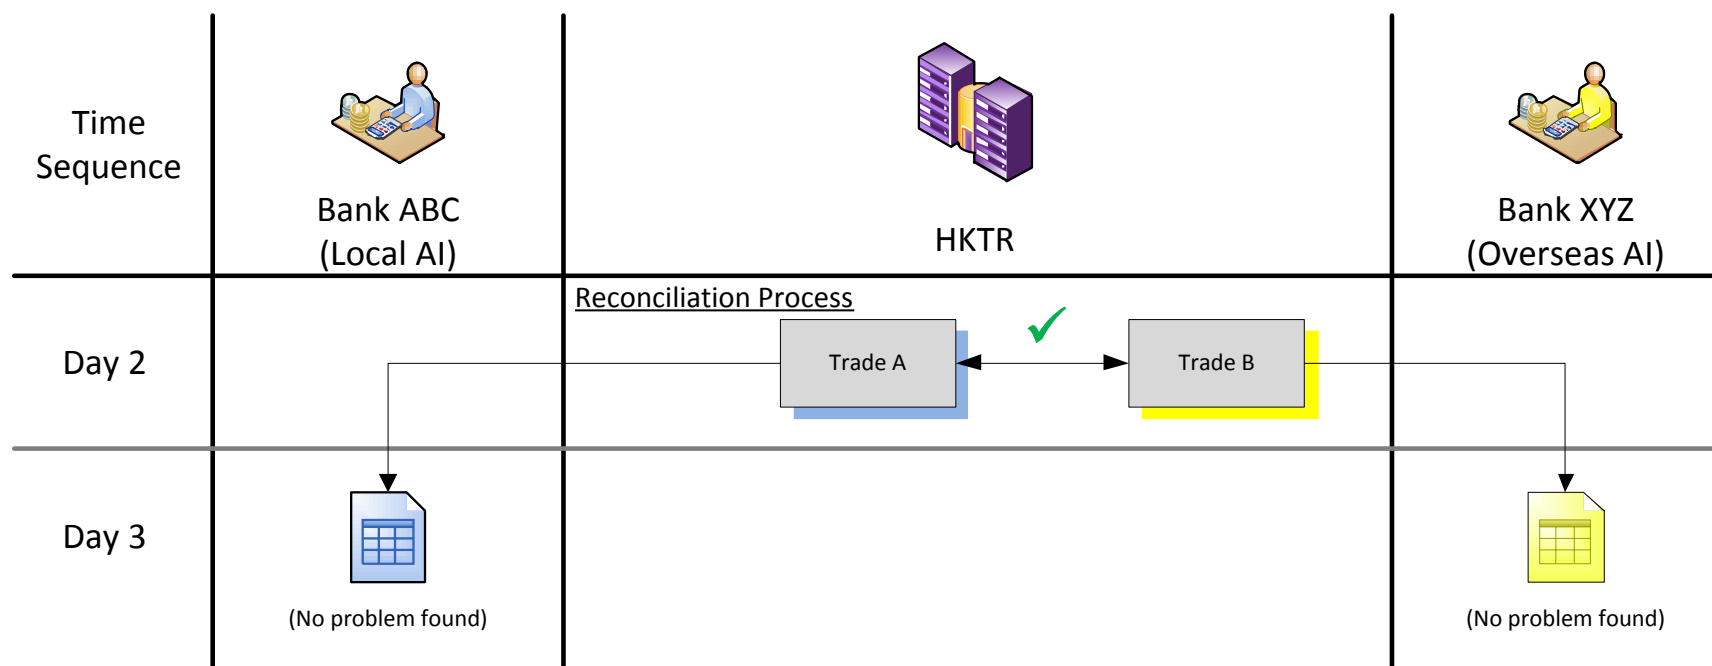 Time
Sequence
Bank ABC
(Local AI)
HKTR
Bank XYZ
(Overseas AI)
Day 2
Reconciliation Process
Trade A
Trade B
Day 3
(No problem found)
(No problem found)